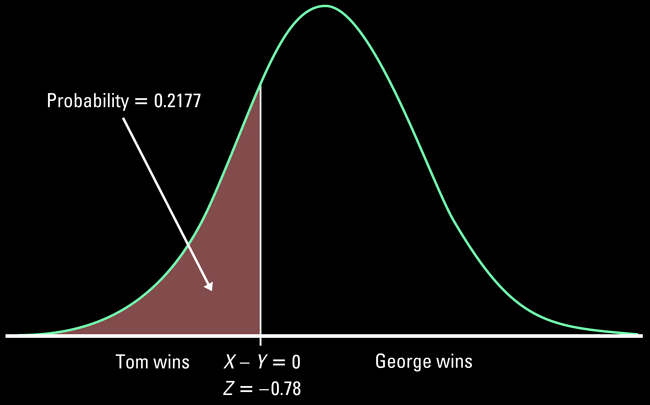 Probability = 0.2177
Tom wins
X – Y = 0
George wins
Z = –0.78